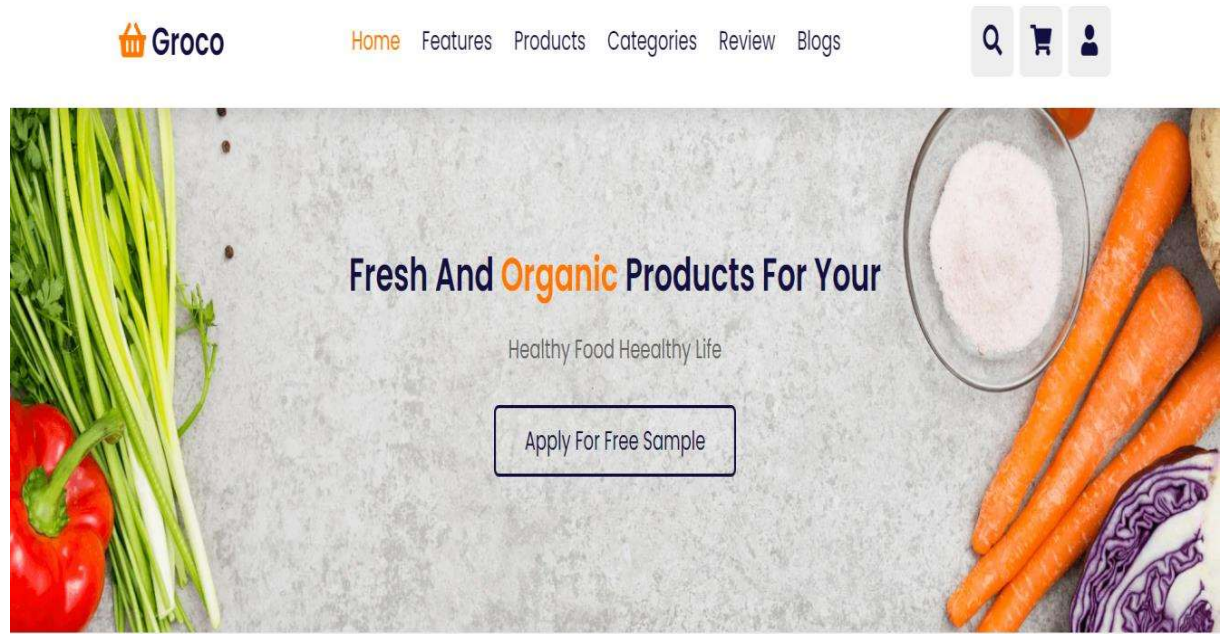 Groco
Home Features Products Categories Review Blogs
Fresh And Organic Products For Your
Healthy Food Heealthy Life
Apply For Free Sample